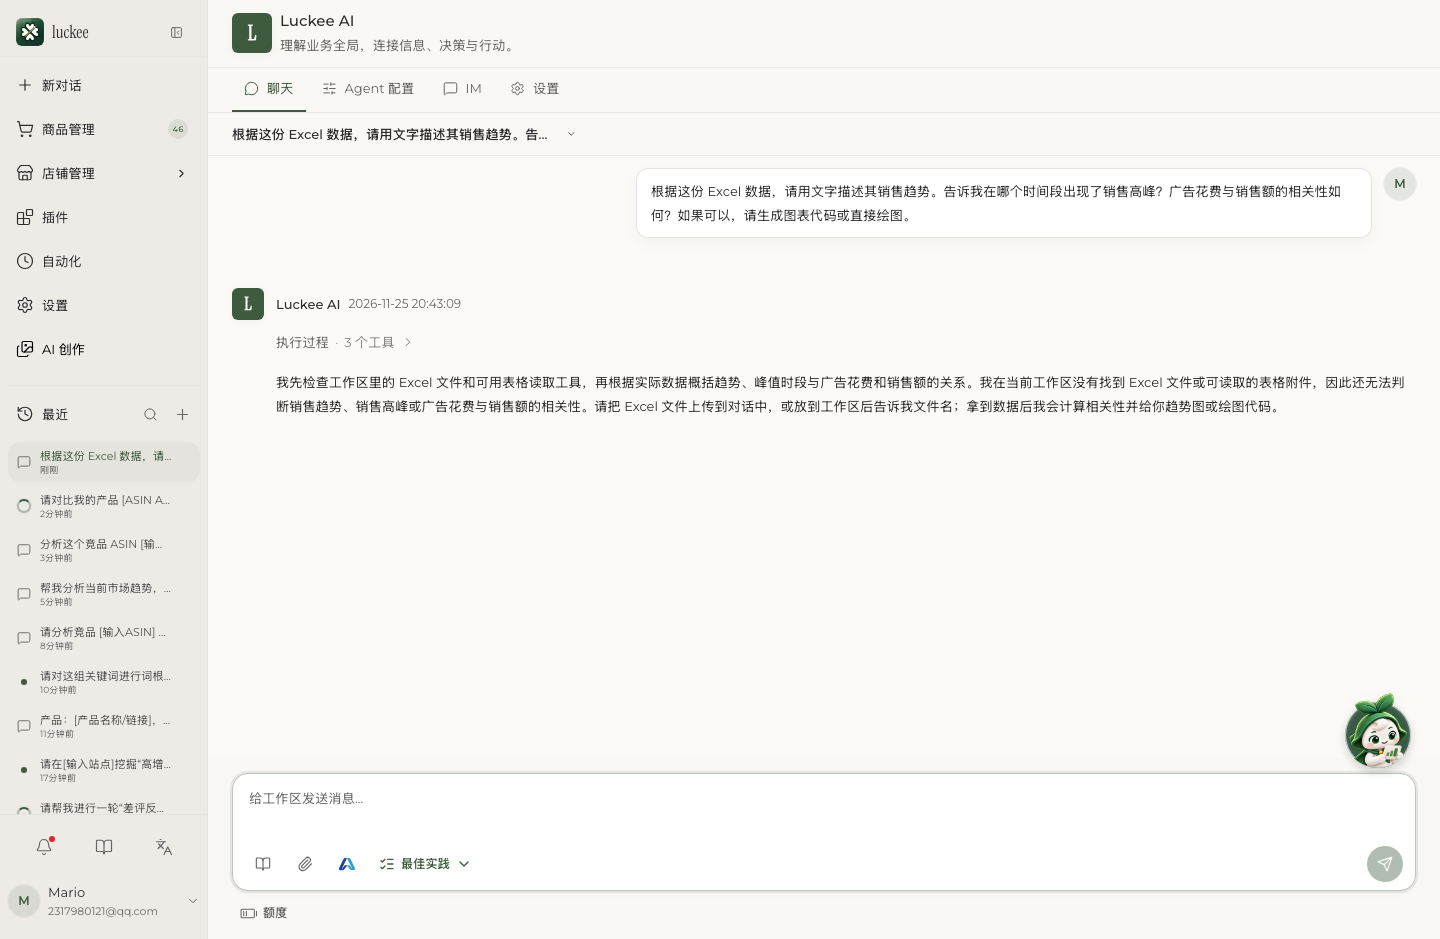 luckee
新对话
商品管理
46
店铺管理
插件
自动化
设置
AI 创作
最近
根据这份 Excel 数据，请...
刚刚
请对比我的产品 [ASIN A...
2分钟前
分析这个竞品 ASIN [输...
3分钟前
帮我分析当前市场趋势，...
5分钟前
请分析竞品 [输入ASIN] ...
8分钟前
请对这组关键词进行词根...
10分钟前
产品：[产品名称/链接]，...
11分钟前
请在[输入站点]挖掘“高增...
17分钟前
请帮我进行一轮“差评反...
M
Mario
2317980121@qq.com
L
Luckee AI
理解业务全局，连接信息、决策与行动。
聊天
Agent 配置
IM
设置
根据这份 Excel 数据，请用文字描述其销售趋势。告...
根据这份 Excel 数据，请用文字描述其销售趋势。告诉我在哪个时间段出现了销售高峰？广告花费与销售额的相关性如
何？如果可以，请生成图表代码或直接绘图。
M
L
Luckee AI 2026-11-25 20:43:09
执行过程 · 3 个工具
我先检查工作区里的 Excel 文件和可用表格读取工具，再根据实际数据概括趋势、峰值时段与广告花费和销售额的关系。我在当前工作区没有找到 Excel 文件或可读取的表格附件，因此还无法判
断销售趋势、销售高峰或广告花费与销售额的相关性。请把 Excel 文件上传到对话中，或放到工作区后告诉我文件名；拿到数据后我会计算相关性并给你趋势图或绘图代码。
给工作区发送消息...
最佳实践
额度